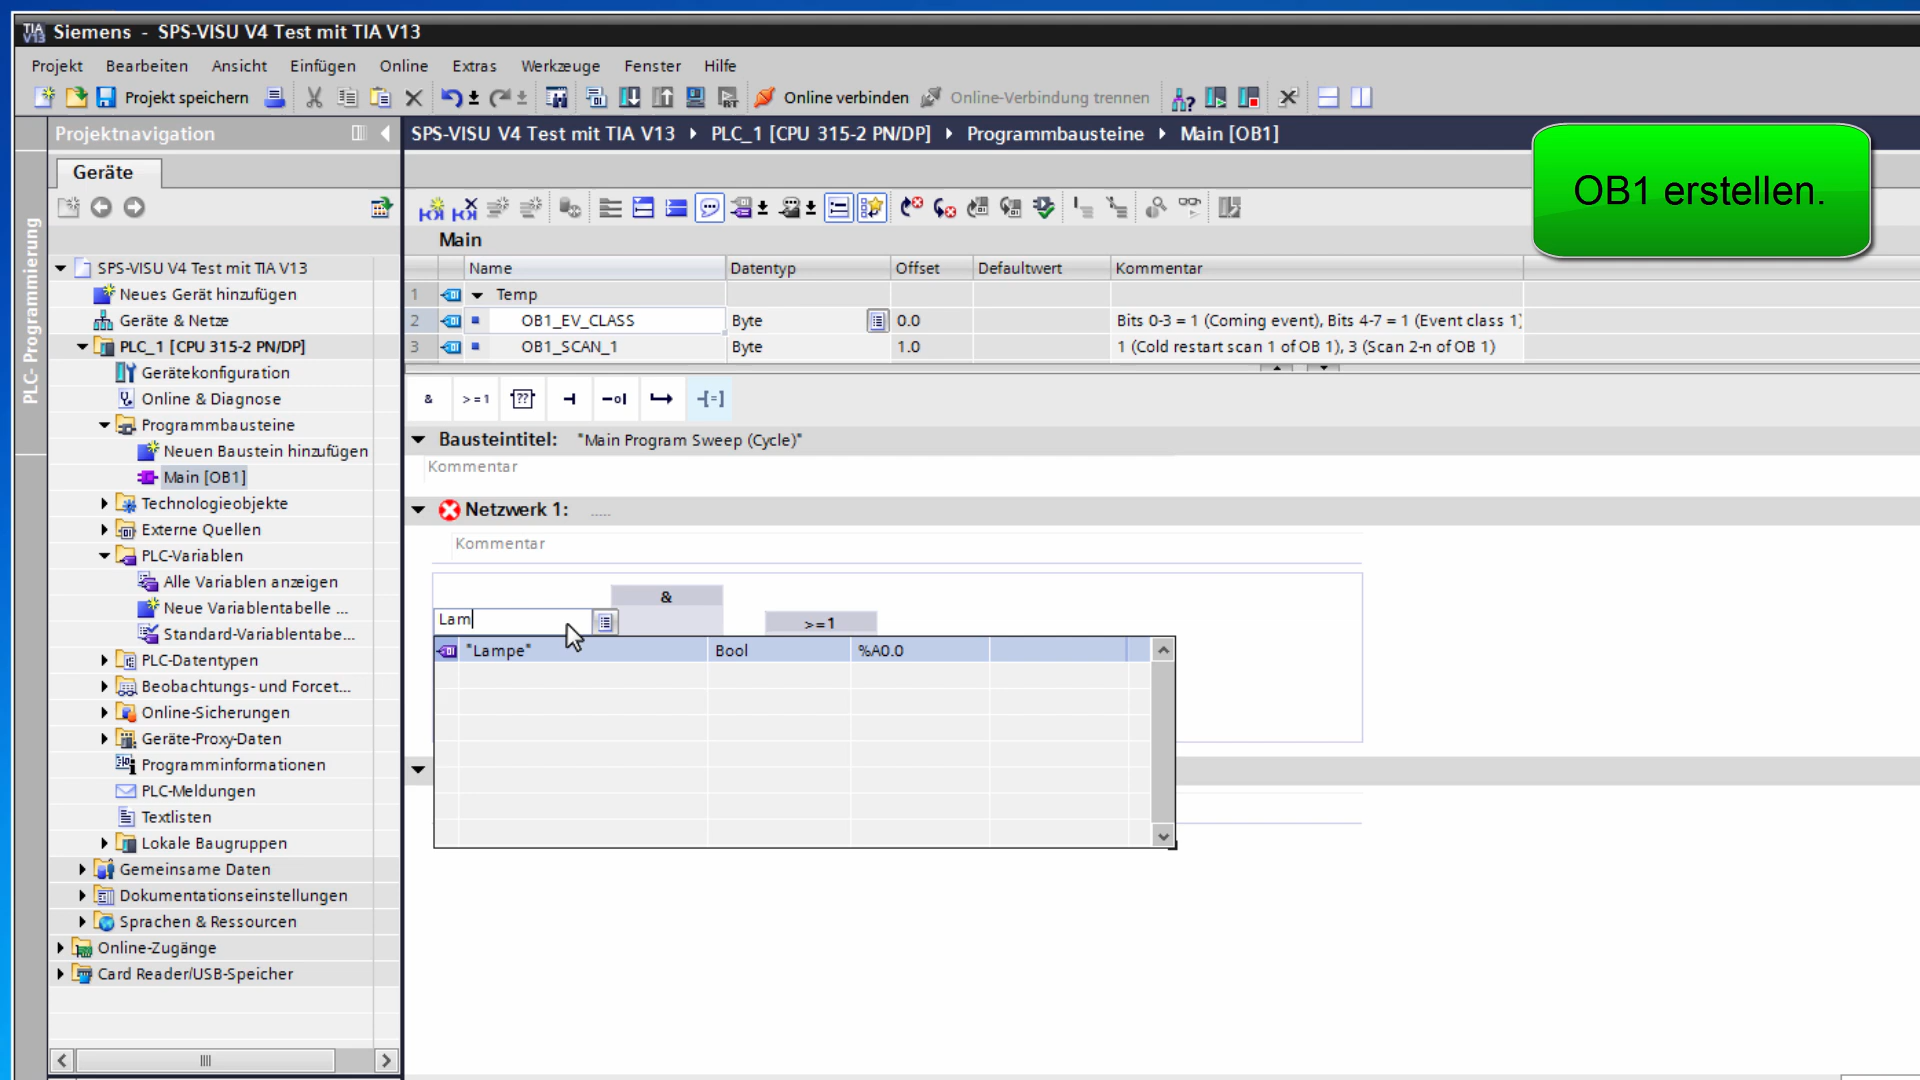 Siemens - SPS-VISU V4 Test mit TIA V13
Projekt Bearbeiten Ansicht Einfügen Online Extras Werkzeuge Fenster Hilfe
Projekt speichern Online verbinden Online-Verbindung trennen
Projektnavigation
SPS-VISU V4 Test mit TIA V13 PLC_1 [CPU 315-2 PN/DP] Programmbausteine Main [OB1]
OB1 erstellen.
Geräte
PLC- Programmierung
SPS-VISU V4 Test mit TIA V13
Neues Gerät hinzufügen
Geräte & Netze
PLC_1 [CPU 315-2 PN/DP]
Gerätekonfiguration
Online & Diagnose
Programmbausteine
Neuen Baustein hinzufügen
Main [OB1]
Technologieobjekte
Externe Quellen
PLC-Variablen
Alle Variablen anzeigen
Neue Variablentabelle ...
Standard-Variablentabe...
PLC-Datentypen
Beobachtungs- und Forcet...
Online-Sicherungen
Geräte-Proxy-Daten
Programminformationen
PLC-Meldungen
Textlisten
Lokale Baugruppen
Gemeinsame Daten
Dokumentationseinstellungen
Sprachen & Ressourcen
Online-Zugänge
Card Reader/USB-Speicher
Main
Name Datentyp Offset Defaultwert Kommentar
1 Temp
2 OB1_EV_CLASS Byte 0.0 Bits 0-3 = 1 (Coming event), Bits 4-7 = 1 (Event class 1)
3 OB1_SCAN_1 Byte 1.0 1 (Cold restart scan 1 of OB 1), 3 (Scan 2-n of OB 1)
& >=1 ?? -[=]
Bausteintitel: "Main Program Sweep (Cycle)"
Kommentar
Netzwerk 1: .....
Kommentar
&
Lam
>=1
"Lampe" Bool %A0.0